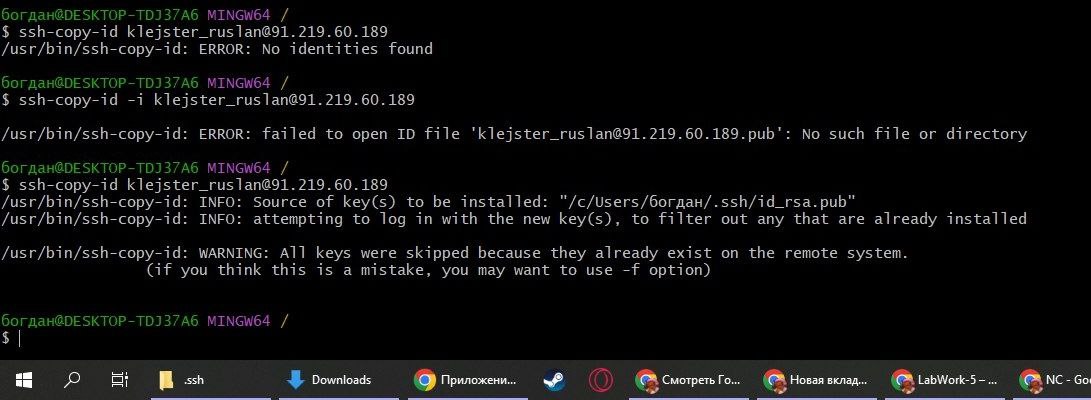 богдан@DESKTOP-TDJ37A6 MINGW64 /
$ ssh-copy-id klejster_ruslan@91.219.60.189
/usr/bin/ssh-copy-id: ERROR: No identities found
богдан@DESKTOP-TDJ37A6 MINGW64 /
$ ssh-copy-id -i klejster_ruslan@91.219.60.189
/usr/bin/ssh-copy-id: ERROR: failed to open ID file 'klejster_ruslan@91.219.60.189.pub': No such file or directory
богдан@DESKTOP-TDJ37A6 MINGW64 /
$ ssh-copy-id klejster_ruslan@91.219.60.189
/usr/bin/ssh-copy-id: INFO: Source of key(s) to be installed: "/c/Users/богдан/.ssh/id_rsa.pub"
/usr/bin/ssh-copy-id: INFO: attempting to log in with the new key(s), to filter out any that are already installed
/usr/bin/ssh-copy-id: WARNING: All keys were skipped because they already exist on the remote system.
(if you think this is a mistake, you may want to use -f option)
богдан@DESKTOP-TDJ37A6 MINGW64 /
$
.ssh Downloads Приложени... Смотреть Го... Новая вклад... LabWork-5 – ... NC - Goo